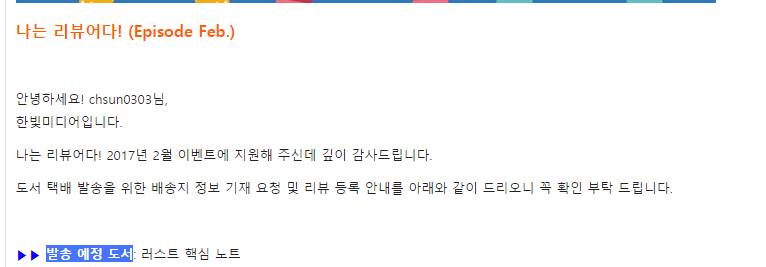 나는 리뷰어다! (Episode Feb.)
안녕하세요! chsun0303님,
한빛미디어입니다.
나는 리뷰어다! 2017년 2월 이벤트에 지원해 주신데 깊이 감사드립니다.
도서 택배 발송을 위한 배송지 정보 기재 요청 및 리뷰 등록 안내를 아래와 같이 드리오니 꼭 확인 부탁 드립니다.
▶▶ 발송 예정 도서: 러스트 핵심 노트